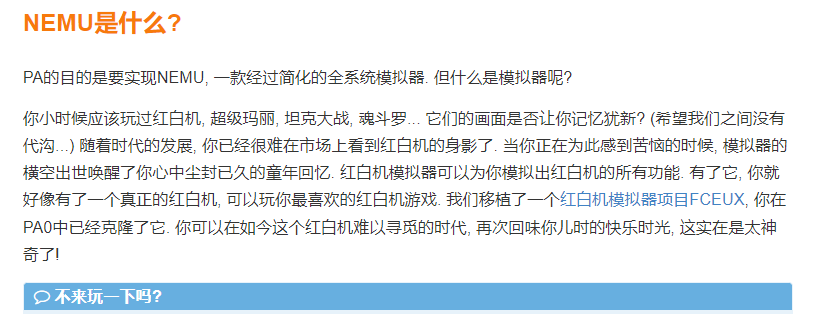 NEMU是什么?
PA的目的是要实现NEMU, 一款经过简化的全系统模拟器. 但什么是模拟器呢?
你小时候应该玩过红白机, 超级玛丽, 坦克大战, 魂斗罗... 它们的画面是否让你记忆犹新? (希望我们之间没有
代沟...) 随着时代的发展, 你已经很难在市场上看到红白机的身影了. 当你正在为此感到苦恼的时候, 模拟器的
横空出世唤醒了你心中尘封已久的童年回忆. 红白机模拟器可以为你模拟出红白机的所有功能. 有了它, 你就
好像有了一个真正的红白机, 可以玩你最喜欢的红白机游戏. 我们移植了一个红白机模拟器项目FCEUX, 你在
PA0中已经克隆了它. 你可以在如今这个红白机难以寻觅的时代, 再次回味你儿时的快乐时光, 这实在是太神
奇了!
不来玩一下吗?